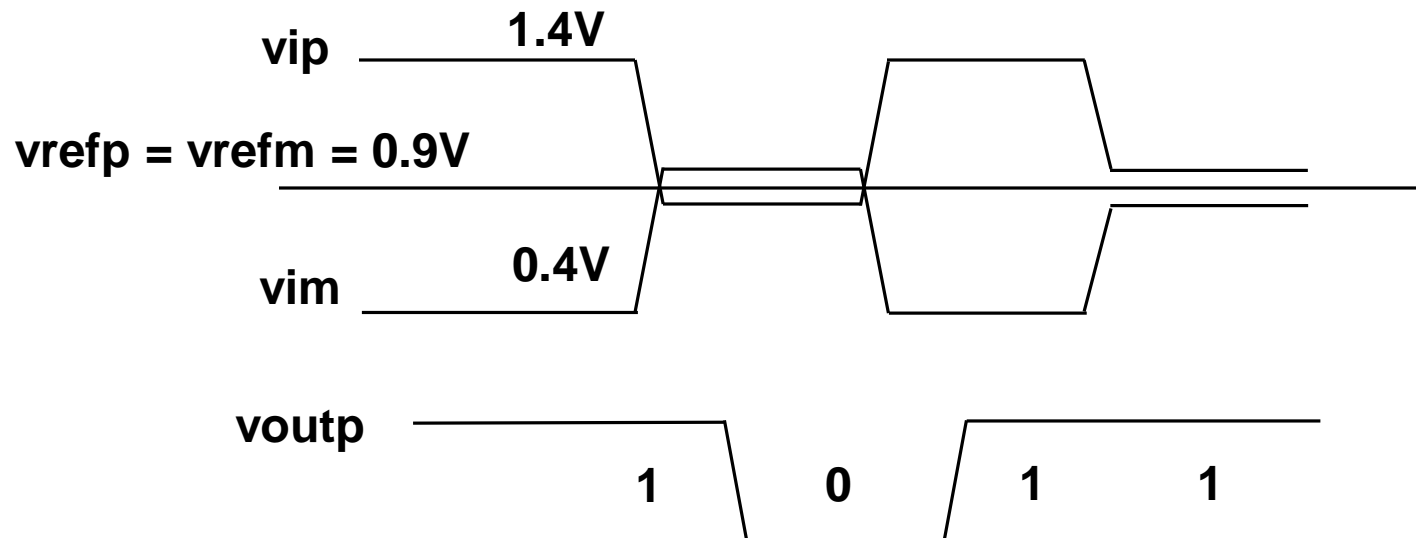 vip 1.4V
vrefp = vrefm = 0.9V
vim 0.4V
voutp
1 0 1 1